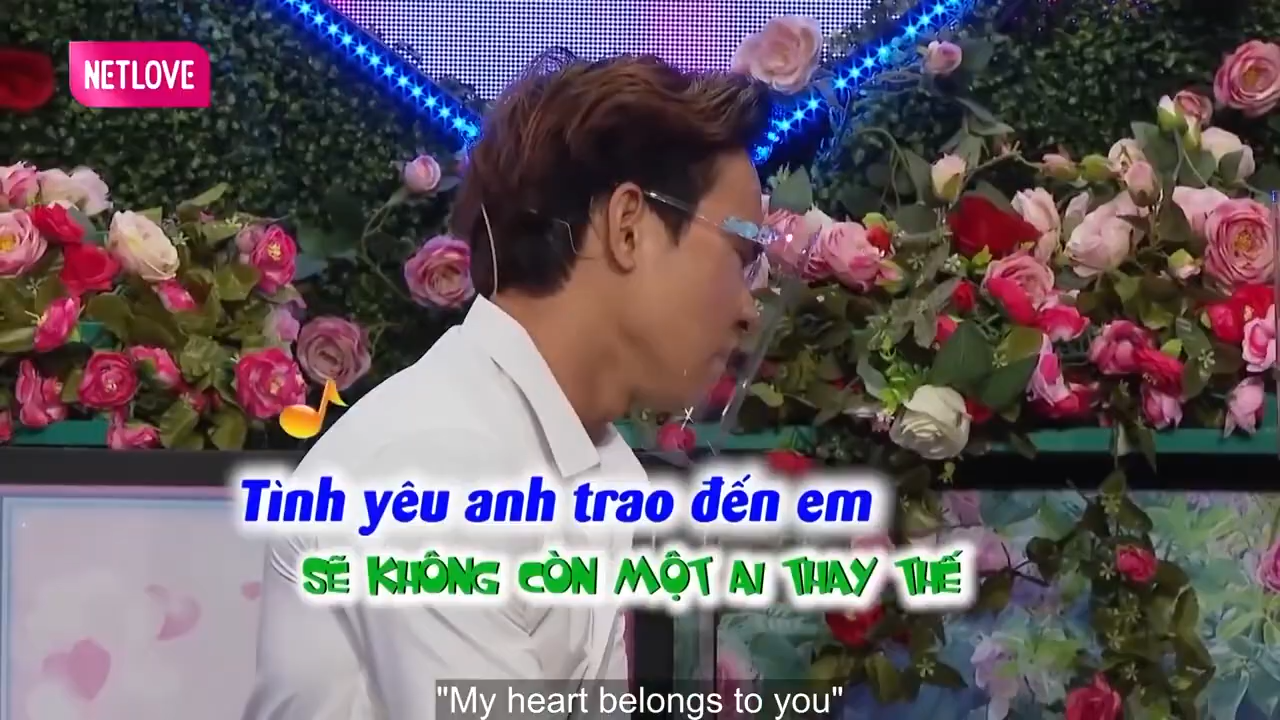 NETLOVE
Tình yêu anh trao đến em
SẼ KHÔNG CÒN MỘT AI THAY THẾ
"My heart belongs to you"